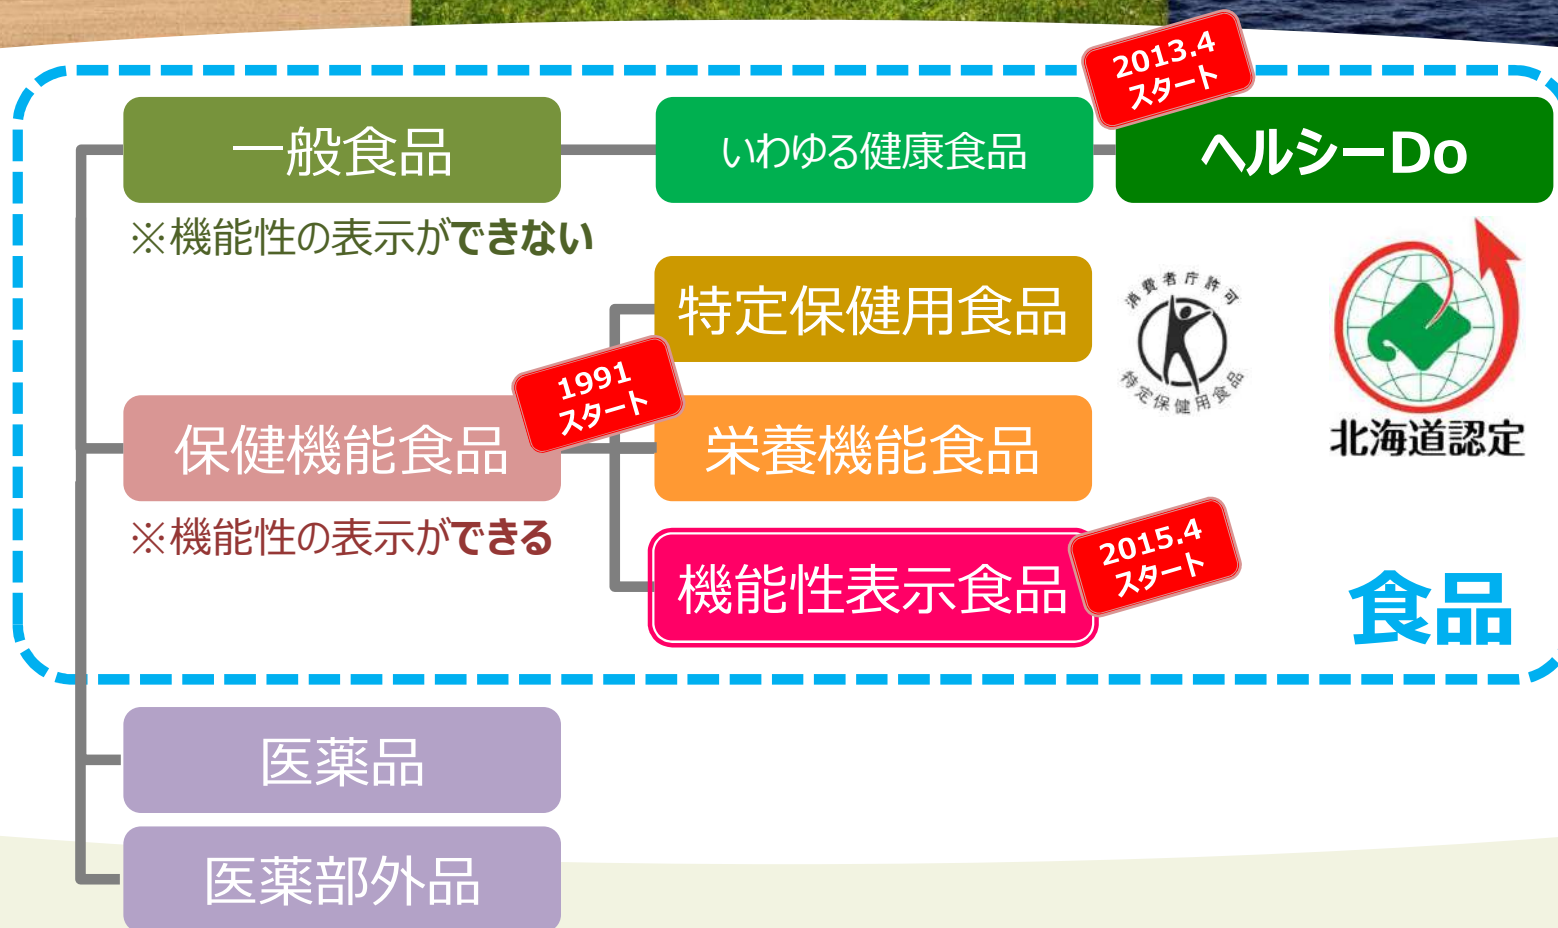 2013.4
スタート
一般食品
いわゆる健康食品
ヘルシーDo
※機能性の表示ができない
特定保健用食品
消費者庁許可
特定保健用食品
北海道認定
1991
スタート
保健機能食品
栄養機能食品
※機能性の表示ができる
機能性表示食品
2015.4
スタート
食品
医薬品
医薬部外品